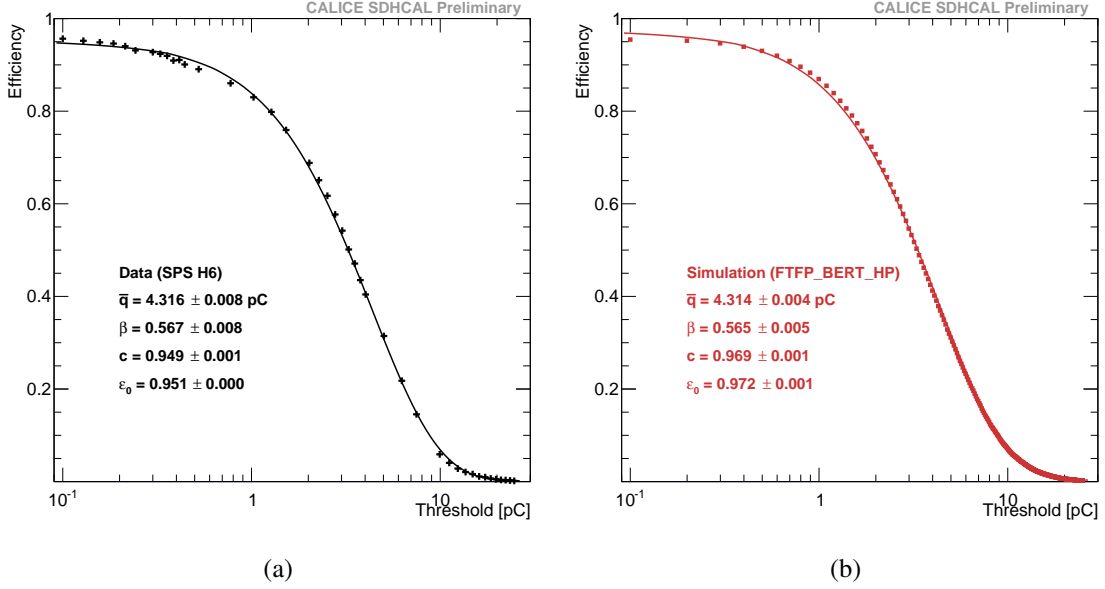 CALICE SDHCAL Preliminary
Efficiency
1
0.8
0.6
0.4
0.2
Data (SPS H6)
q̅ = 4.316 ± 0.008 pC
β = 0.567 ± 0.008
c = 0.949 ± 0.001
ε₀ = 0.951 ± 0.000
10⁻¹ 1 10
Threshold [pC]
(a)
CALICE SDHCAL Preliminary
Efficiency
1
0.8
0.6
0.4
0.2
Simulation (FTFP_BERT_HP)
q̅ = 4.314 ± 0.004 pC
β = 0.565 ± 0.005
c = 0.969 ± 0.001
ε₀ = 0.972 ± 0.001
10⁻¹ 1 10
Threshold [pC]
(b)